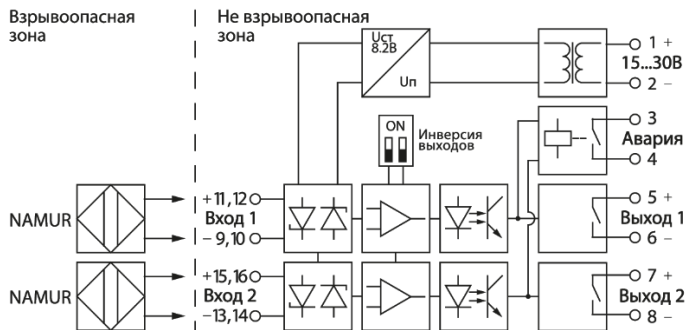 Взрывоопасная
зона
Не взрывоопасная
зона
Uст
8.2В
Uп
1 +
15...30В
2 −
ON
Инверсия
выходов
3
Авария
4
NAMUR
+11,12
Вход 1
−9,10
5 +
Выход 1
6 −
NAMUR
+15,16
Вход 2
−13,14
7 +
Выход 2
8 −